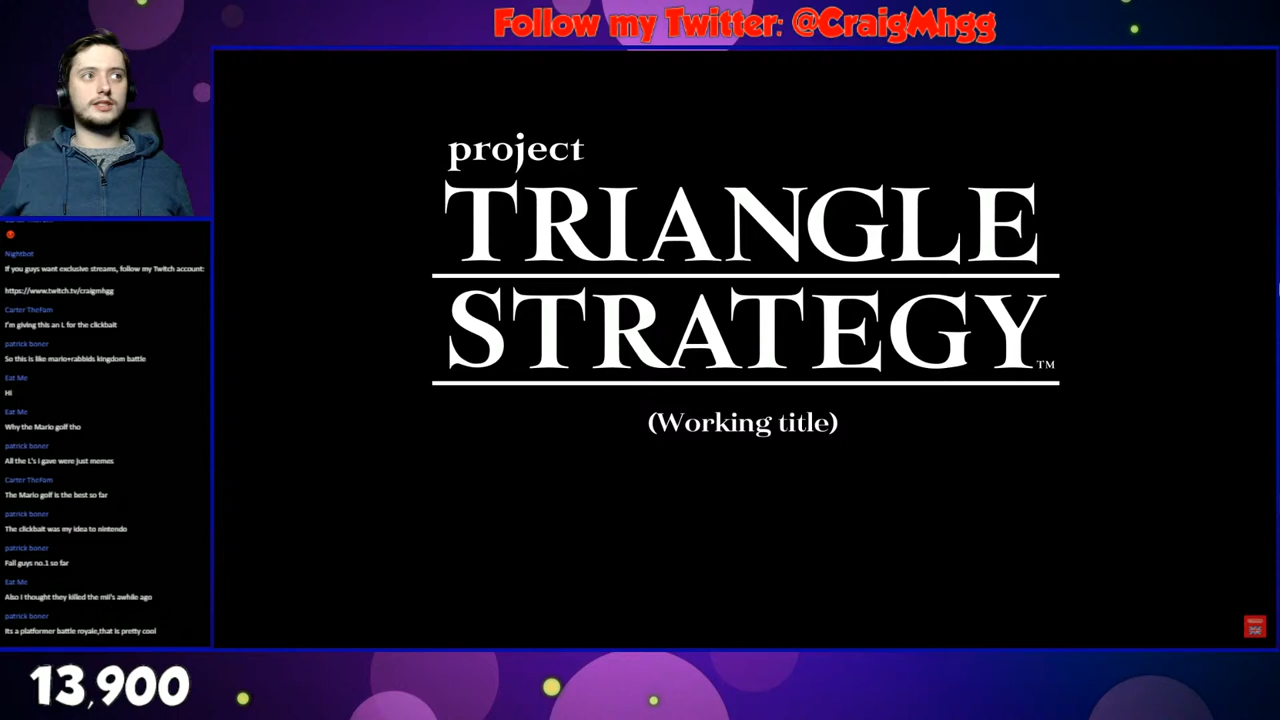 Follow my Twitter: @CraigMhgg
project
TRIANGLE
STRATEGY™
(Working title)
Nightbot
If you guys want exclusive streams, follow my Twitch account:
https://www.twitch.tv/craigmhgg
Carter TheFam
I'm giving this an L for the clickbait
patrick boner
So this is like mario+rabbids kingdom battle
Eat Me
Hi
Eat Me
Why the Mario golf tho
patrick boner
All the L's I gave were just memes
Carter TheFam
The Mario golf is the best so far
patrick boner
The clickbait was my idea to nintendo
patrick boner
Fall guys no.1 so far
Eat Me
Also I thought they killed the mii's awhile ago
patrick boner
Its a platformer battle royale,that is pretty cool
13,900